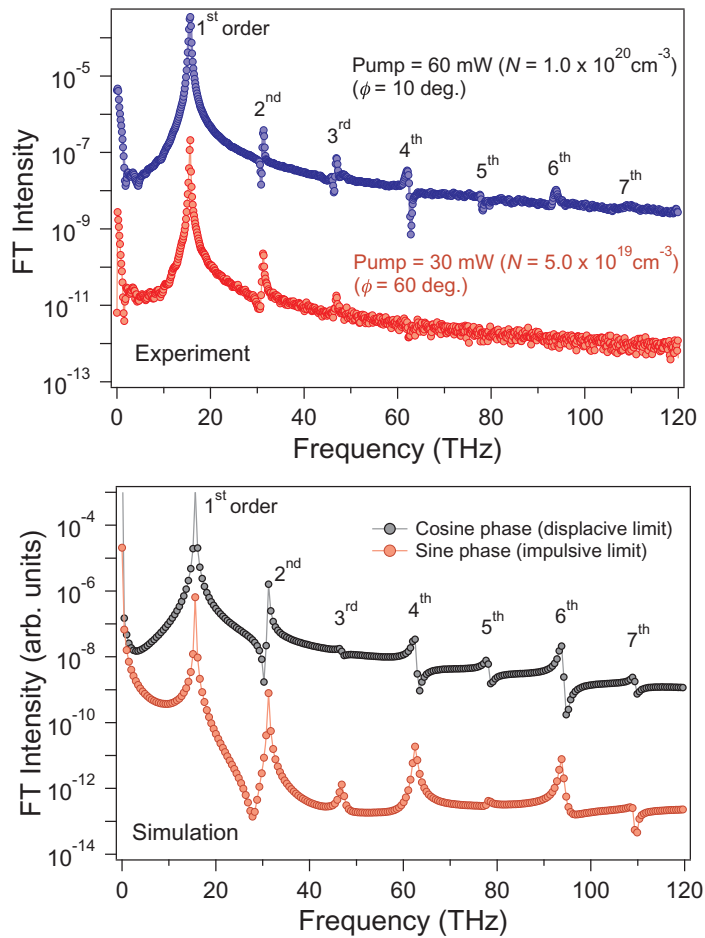 1st order
Pump = 60 mW (N = 1.0 x 10^20 cm^-3)
(ϕ = 10 deg.)
2nd
3rd
4th
5th
6th
7th
Pump = 30 mW (N = 5.0 x 10^19 cm^-3)
(ϕ = 60 deg.)
Experiment
FT Intensity
10^-5
10^-7
10^-9
10^-11
10^-13
0 20 40 60 80 100 120
Frequency (THz)
1st order
Cosine phase (displacive limit)
Sine phase (impulsive limit)
2nd
3rd
4th
5th
6th
7th
Simulation
FT Intensity (arb. units)
10^-4
10^-6
10^-8
10^-10
10^-12
10^-14
0 20 40 60 80 100 120
Frequency (THz)